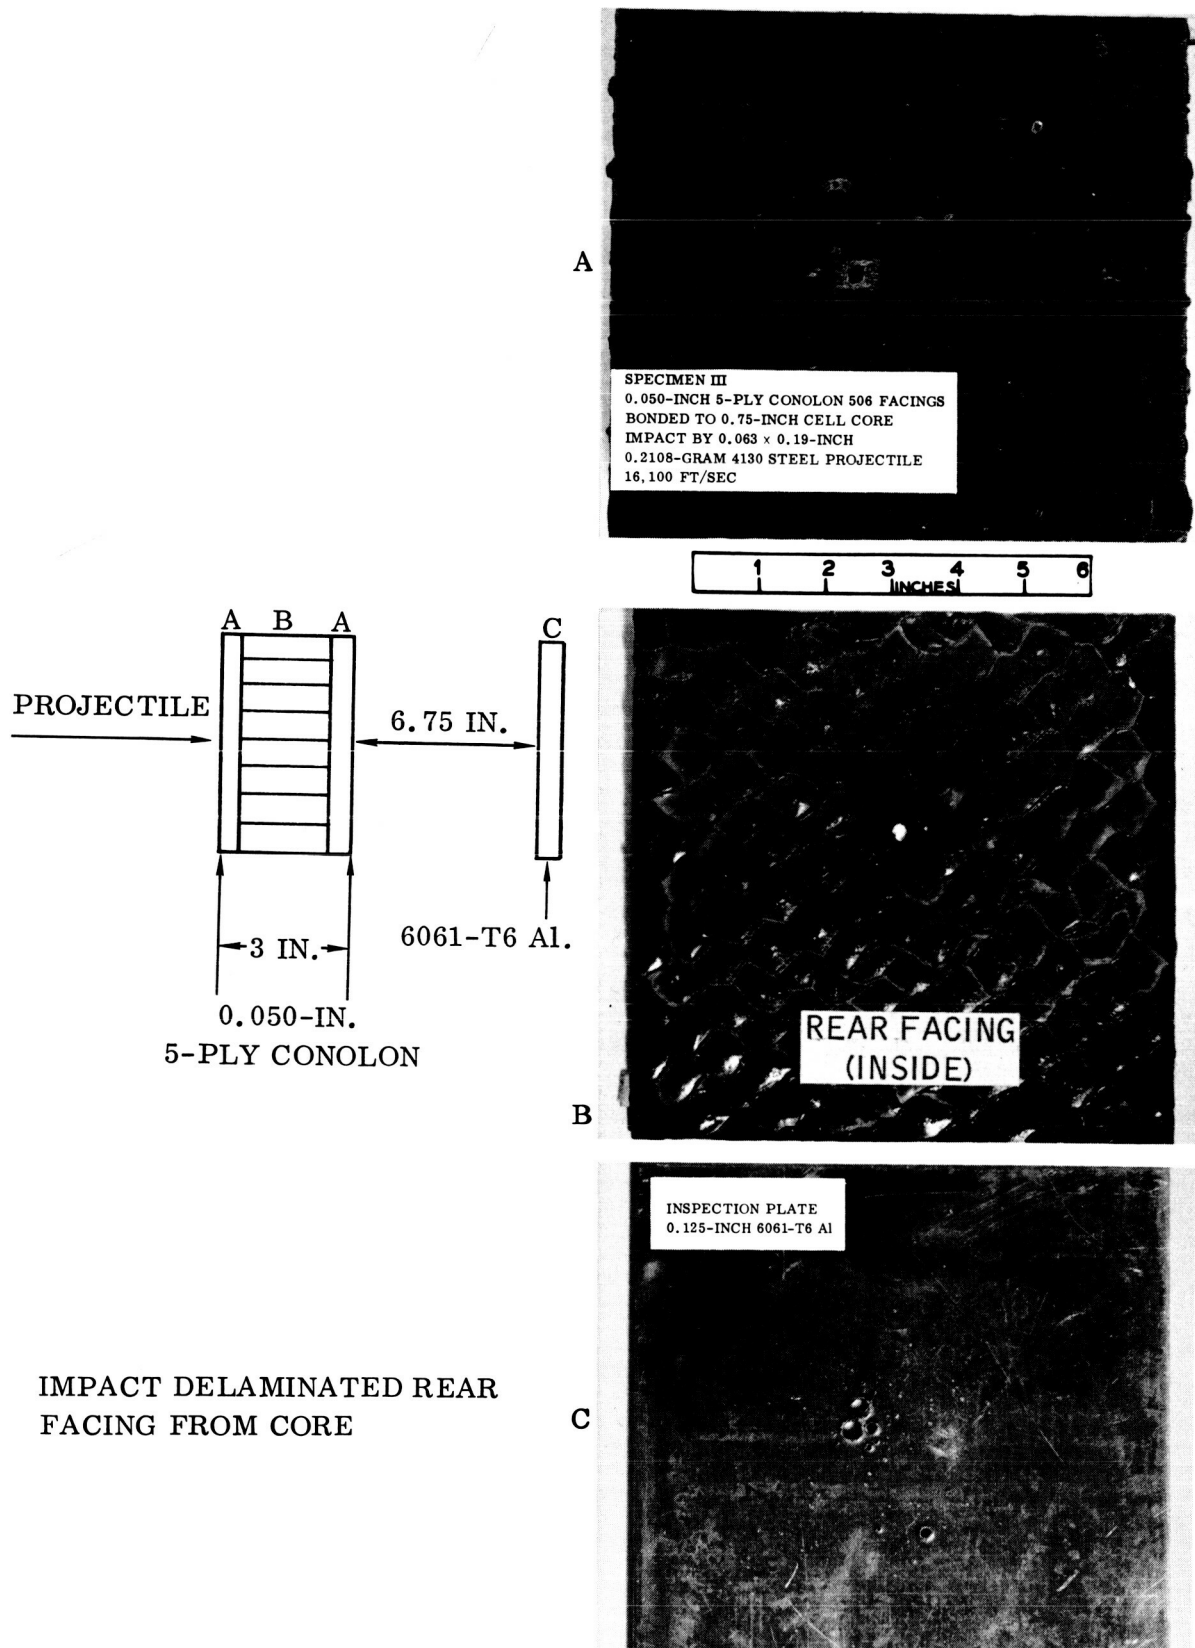 A
SPECIMEN III
0.050-INCH 5-PLY CONOLON 506 FACINGS
BONDED TO 0.75-INCH CELL CORE
IMPACT BY 0.063 × 0.19-INCH
0.2108-GRAM 4130 STEEL PROJECTILE
16,100 FT/SEC
1 2 3 4 5 6
INCHES
A B A
C
PROJECTILE
6.75 IN.
3 IN.
6061-T6 Al.
0.050-IN.
5-PLY CONOLON
REAR FACING
(INSIDE)
B
INSPECTION PLATE
0.125-INCH 6061-T6 Al
IMPACT DELAMINATED REAR
FACING FROM CORE
C